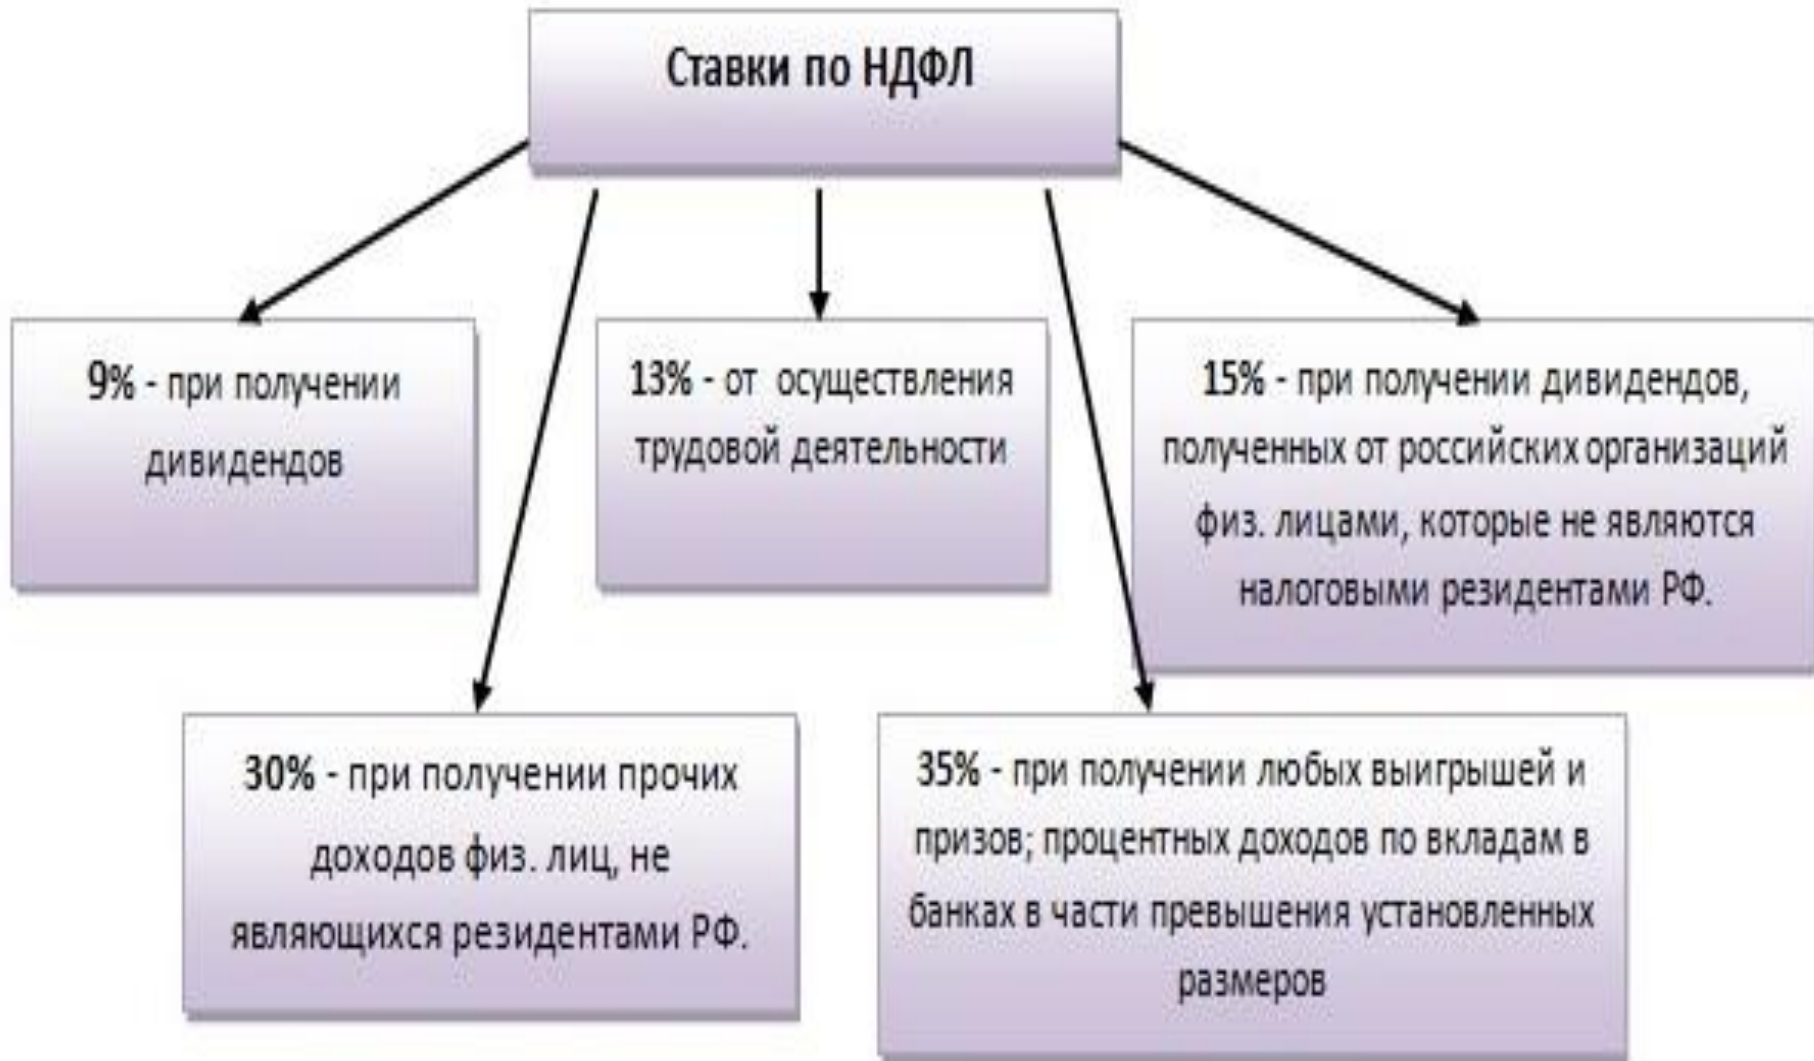 Ставки по НДФЛ
9% - при получении
дивидендов
13% - от осуществления
трудовой деятельности
15% - при получении дивидендов,
полученных от российских организаций
физ. лицами, которые не являются
налоговыми резидентами РФ.
30% - при получении прочих
доходов физ. лиц, не
являющихся резидентами РФ.
35% - при получении любых выигрышей и
призов; процентных доходов по вкладам в
банках в части превышения установленных
размеров